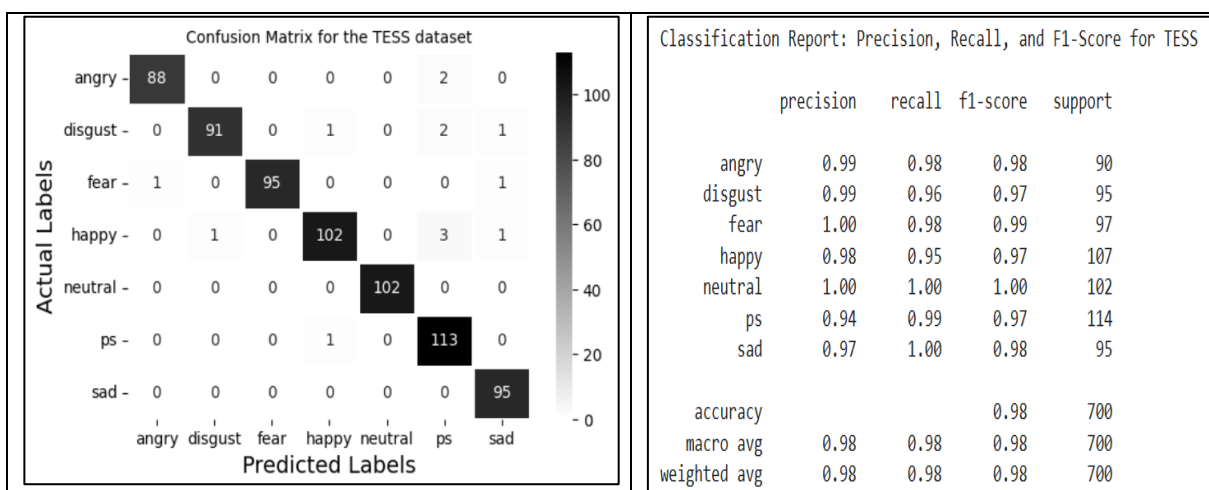 Confusion Matrix for the TESS dataset
Actual Labels
angry 88 0 0 0 0 2 0
disgust 0 91 0 1 0 2 1
fear 1 0 95 0 0 0 1
happy 0 1 0 102 0 3 1
neutral 0 0 0 0 102 0 0
ps 0 0 0 1 0 113 0
sad 0 0 0 0 0 0 95
angry disgust fear happy neutral ps sad
Predicted Labels
100
80
60
40
20
0
Classification Report: Precision, Recall, and F1-Score for TESS
precision recall f1-score support
angry 0.99 0.98 0.98 90
disgust 0.99 0.96 0.97 95
fear 1.00 0.98 0.99 97
happy 0.98 0.95 0.97 107
neutral 1.00 1.00 1.00 102
ps 0.94 0.99 0.97 114
sad 0.97 1.00 0.98 95
accuracy 0.98 700
macro avg 0.98 0.98 0.98 700
weighted avg 0.98 0.98 0.98 700